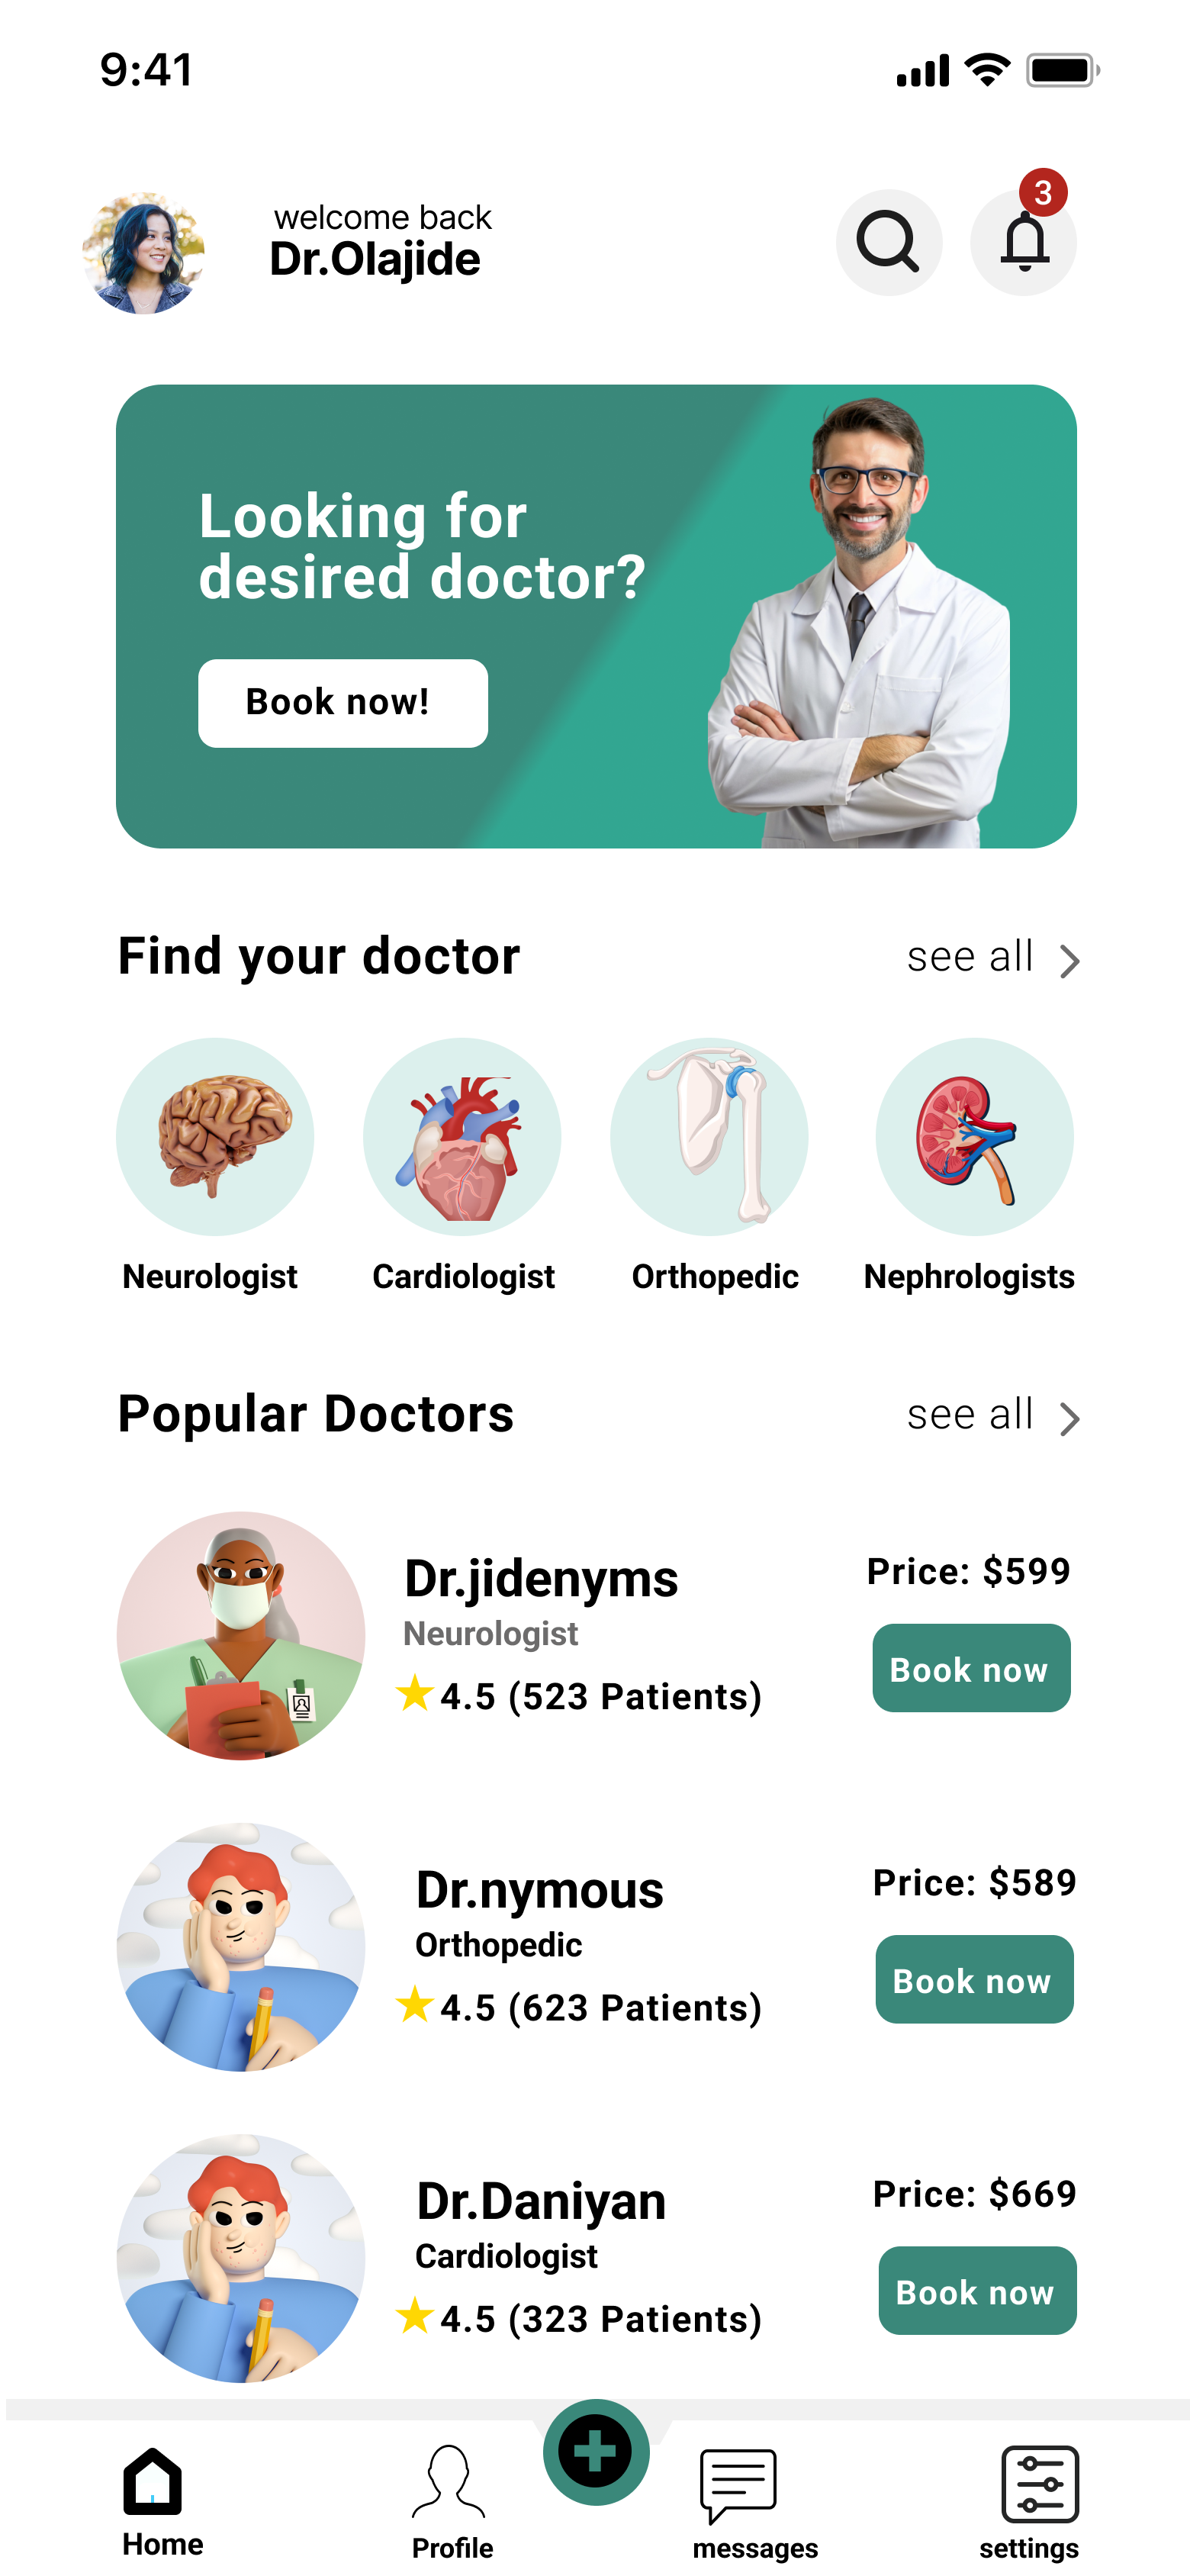 9:41
3
welcome back
Dr.Olajide
Looking for
desired doctor?
Book now!
Find your doctor
see all
Neurologist
Cardiologist
Orthopedic
Nephrologists
Popular Doctors
see all
Dr.jidenyms
Neurologist
4.5 (523 Patients)
Price: $599
Book now
Dr.nymous
Orthopedic
4.5 (623 Patients)
Price: $589
Book now
Dr.Daniyan
Cardiologist
4.5 (323 Patients)
Price: $669
Book now
Home
Profile
messages
settings